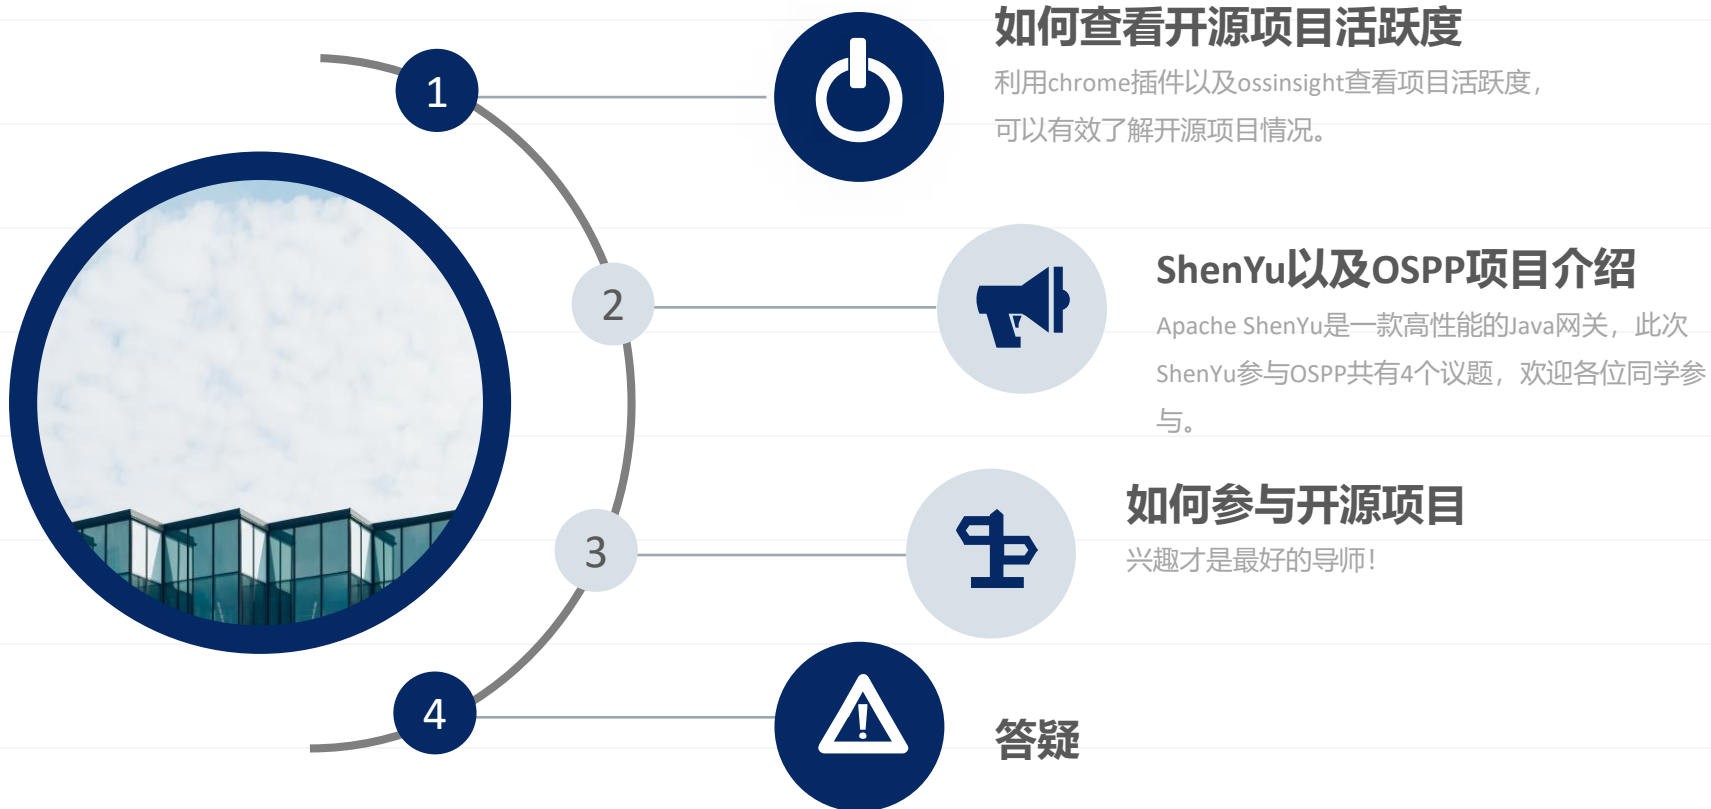 1
如何查看开源项目活跃度
利用chrome插件以及ossinsight查看项目活跃度，
可以有效了解开源项目情况。
2
ShenYu以及OSPP项目介绍
Apache ShenYu是一款高性能的Java网关，此次
ShenYu参与OSPP共有4个议题，欢迎各位同学参
与。
3
如何参与开源项目
兴趣才是最好的导师！
4
答疑